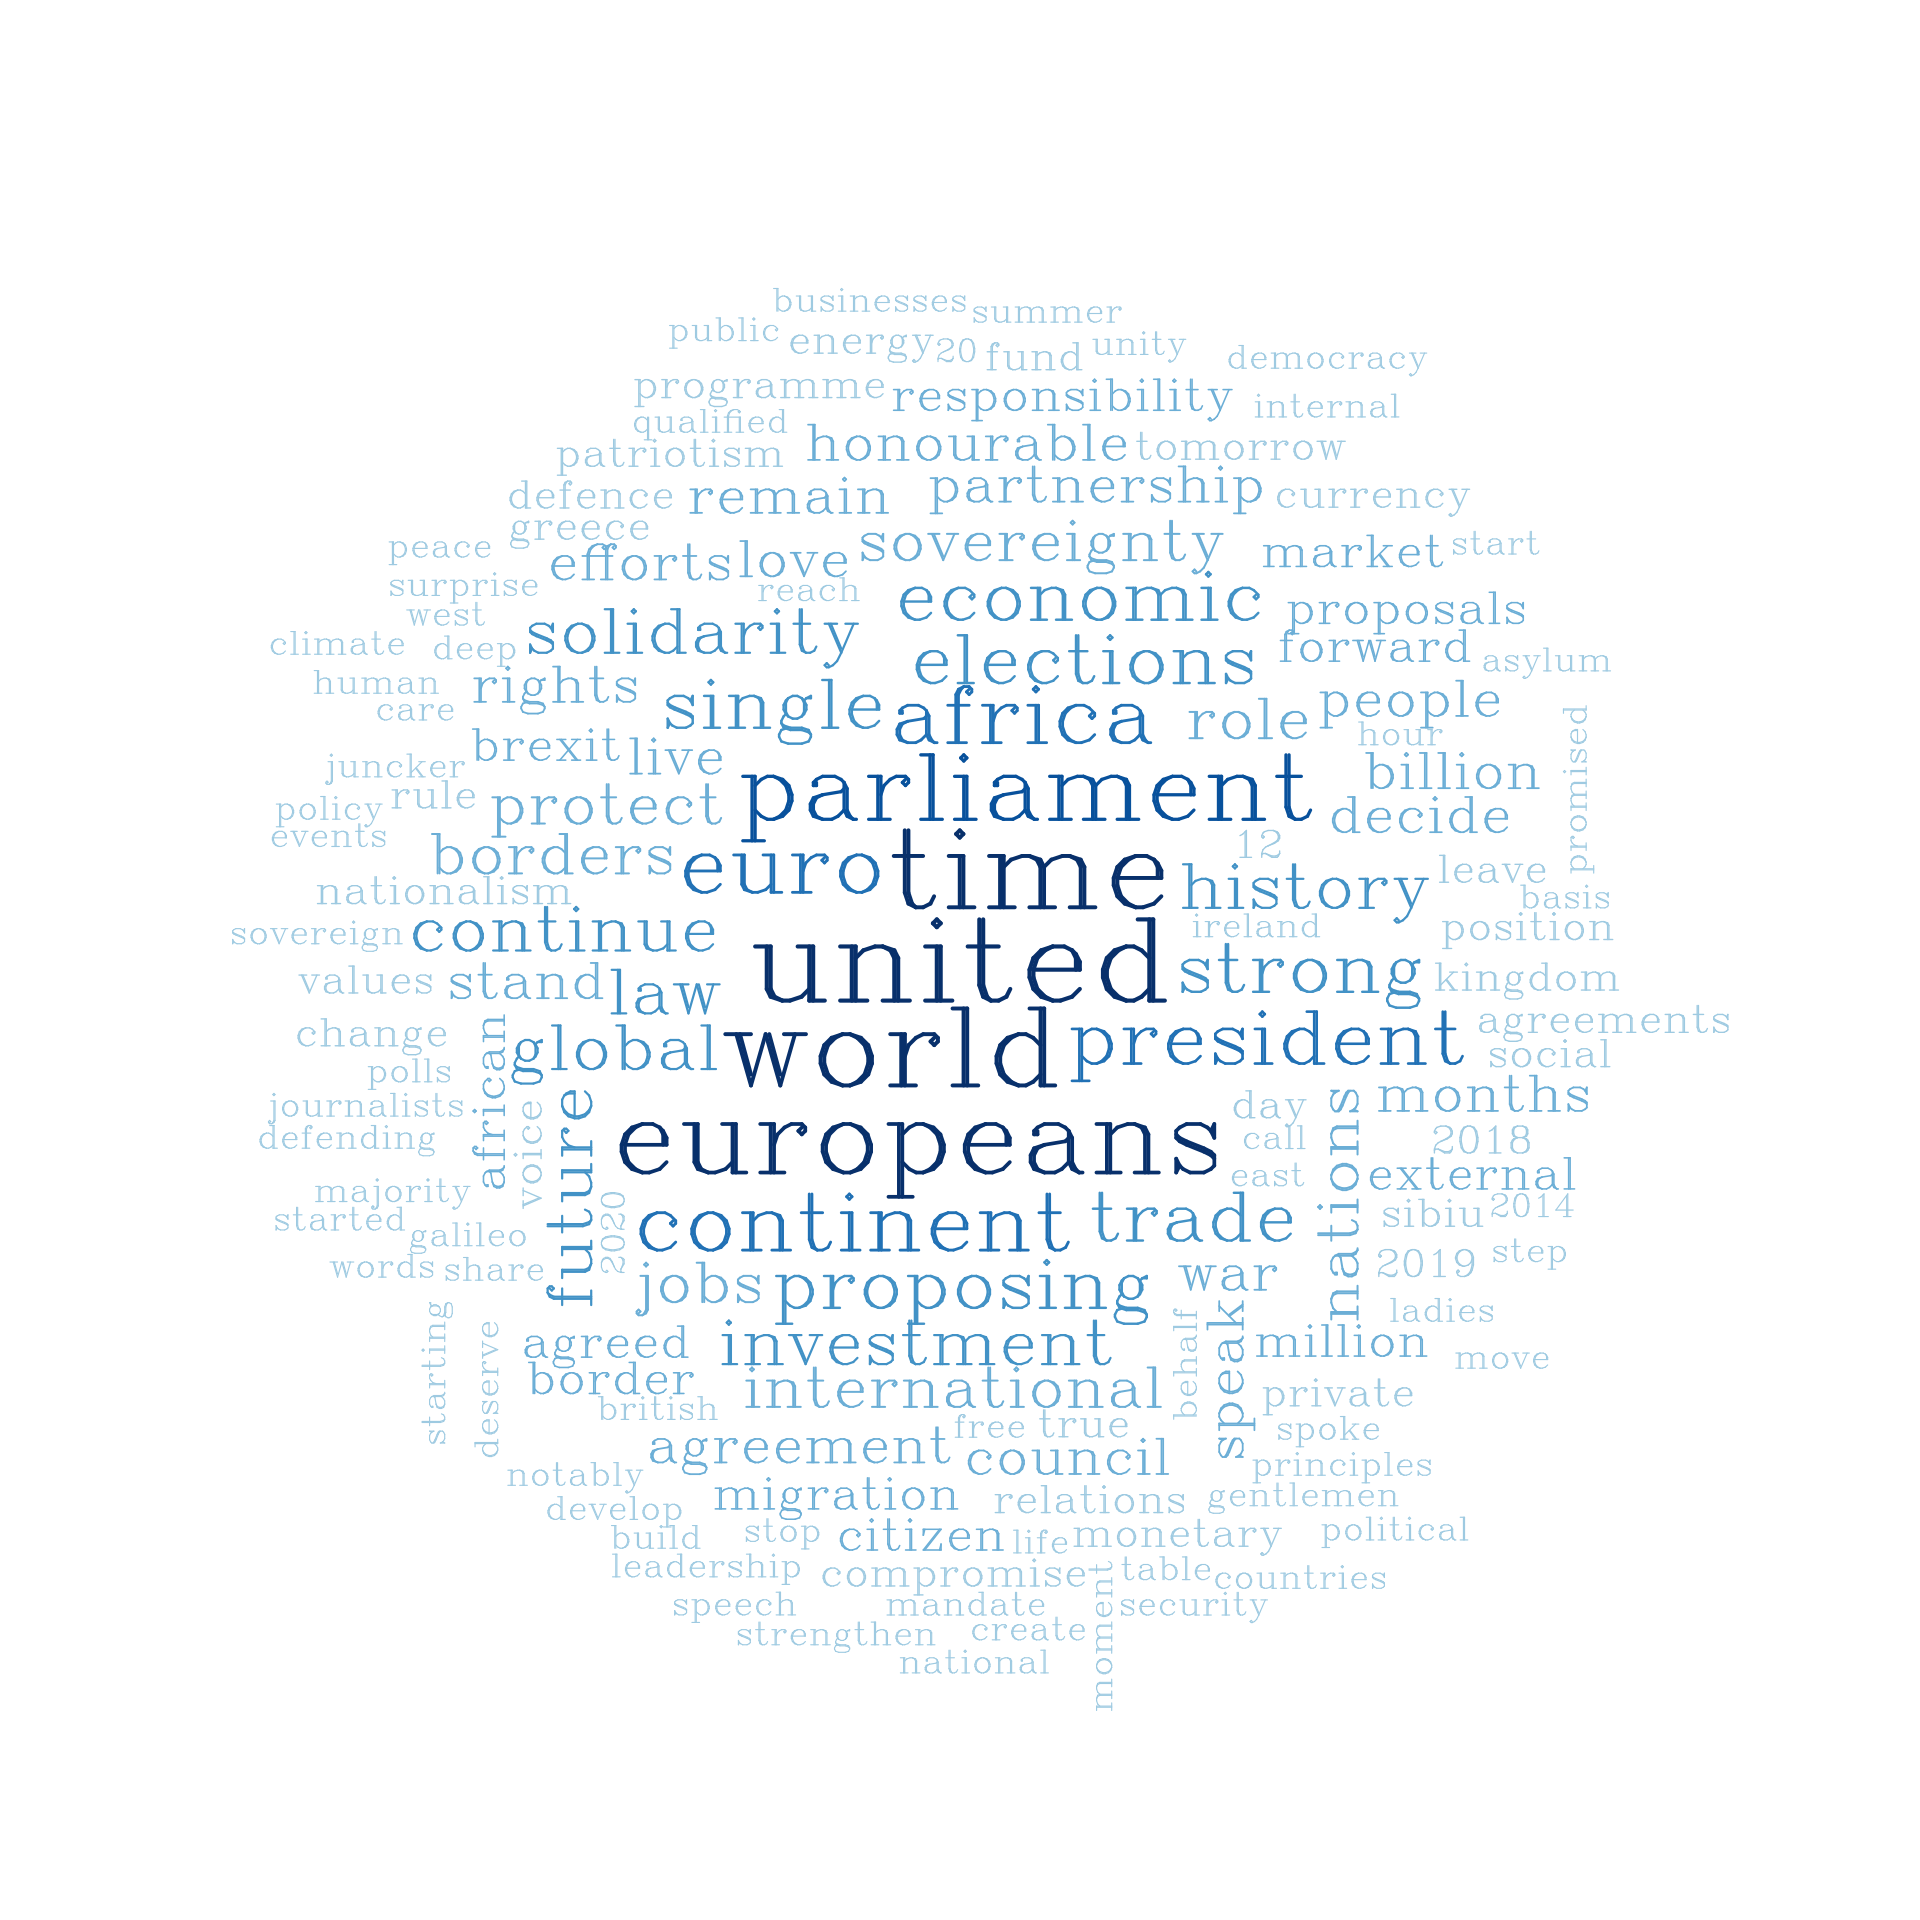 businesses
summer
public
energy
20
fund
unity
democracy
programme
responsibility
internal
qualified
honourable
tomorrow
patriotism
partnership
defence
remain
currency
greece
sovereignty
peace
efforts
love
market
start
surprise
reach
economic
proposals
west
climate
deep
solidarity
elections
forward
asylum
human
rights
single
africa
role
people
care
hour
promised
juncker
brexit
live
parliament
billion
policy
rule
protect
decide
events
borders
euro
time
12
history
leave
nationalism
basis
sovereign
continue
united
ireland
position
values
stand
law
strong
kingdom
change
african
global
world
president
agreements
polls
social
journalists
voice
future
europeans
day
nations
months
defending
call
2018
majority
east
external
started
galileo
2020
continent
trade
sibiu
2014
words
share
jobs
proposing
war
2019
step
starting
deserve
agreed
investment
behalf
speak
million
ladies
border
international
move
british
private
free
true
spoke
agreement
council
principles
notably
migration
relations
gentlemen
develop
build
stop
citizen
life
monetary
political
leadership
compromise
moment
table
countries
speech
mandate
security
strengthen
create
national